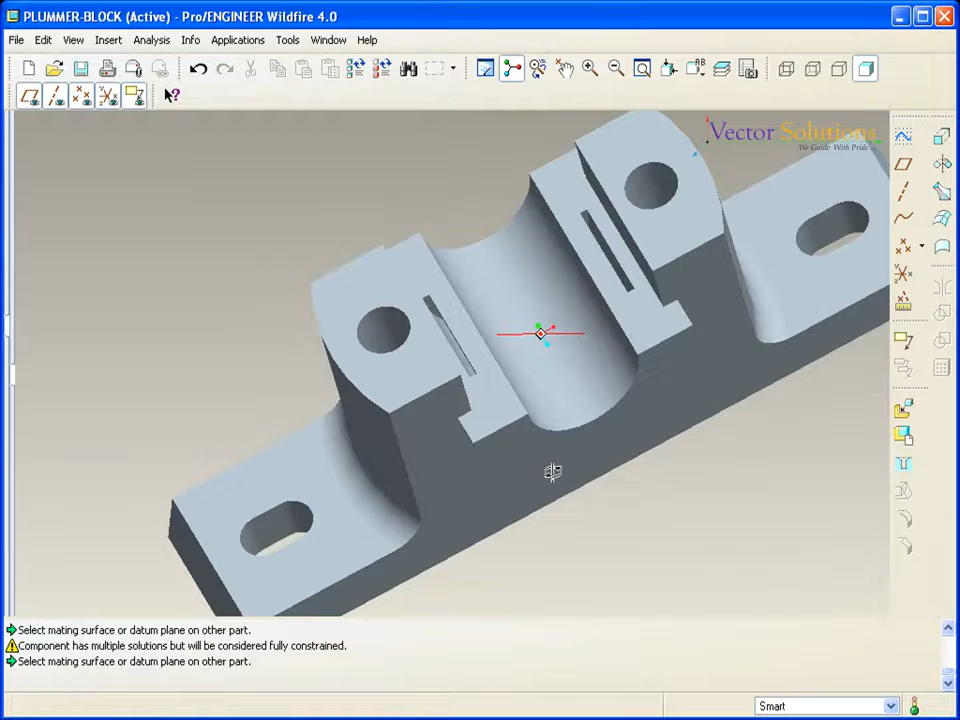 PLUMMER-BLOCK (Active) - Pro/ENGINEER Wildfire 4.0
File Edit View Insert Analysis Info Applications Tools Window Help
Vector Solutions
We Guide With Pride ...
Select mating surface or datum plane on other part.
Component has multiple solutions but will be considered fully constrained.
Select mating surface or datum plane on other part.
Smart